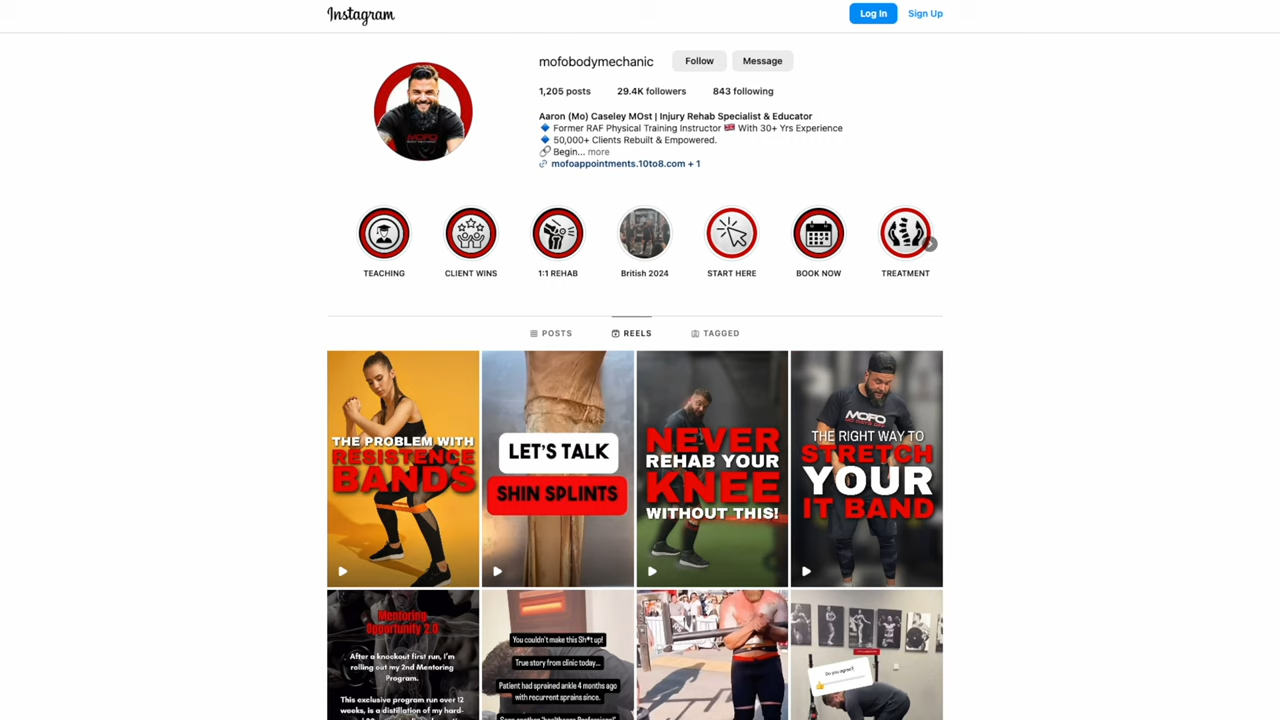 Instagram
Log In
Sign Up
mofobodymechanic
Follow
Message
1,205 posts
29.4K followers
843 following
Aaron (Mo) Caseley MOst | Injury Rehab Specialist & Educator
🔷 Former RAF Physical Training Instructor 🇬🇧 With 30+ Yrs Experience
🔷 50,000+ Clients Rebuilt & Empowered.
🔗 Begin... more
mofoappointments.10to8.com + 1
TEACHING
CLIENT WINS
1:1 REHAB
British 2024
START HERE
BOOK NOW
TREATMENT
POSTS
REELS
TAGGED
THE PROBLEM WITH
RESISTENCE
BANDS
LET'S TALK
SHIN SPLINTS
NEVER
REHAB YOUR
KNEE
WITHOUT THIS!
MOFO
THE RIGHT WAY TO
STRETCH
YOUR
IT BAND
Mentoring
Opportunity 2.0
After a knockout first run, I'm
rolling out my 2nd Mentoring
Program.
This exclusive program run over 12
weeks, is a distillation of my hard-
You couldn't make this Sh*t up!
True story from clinic today...
Patient had sprained ankle 4 months ago
with recurrent sprains since.
Do you agree?